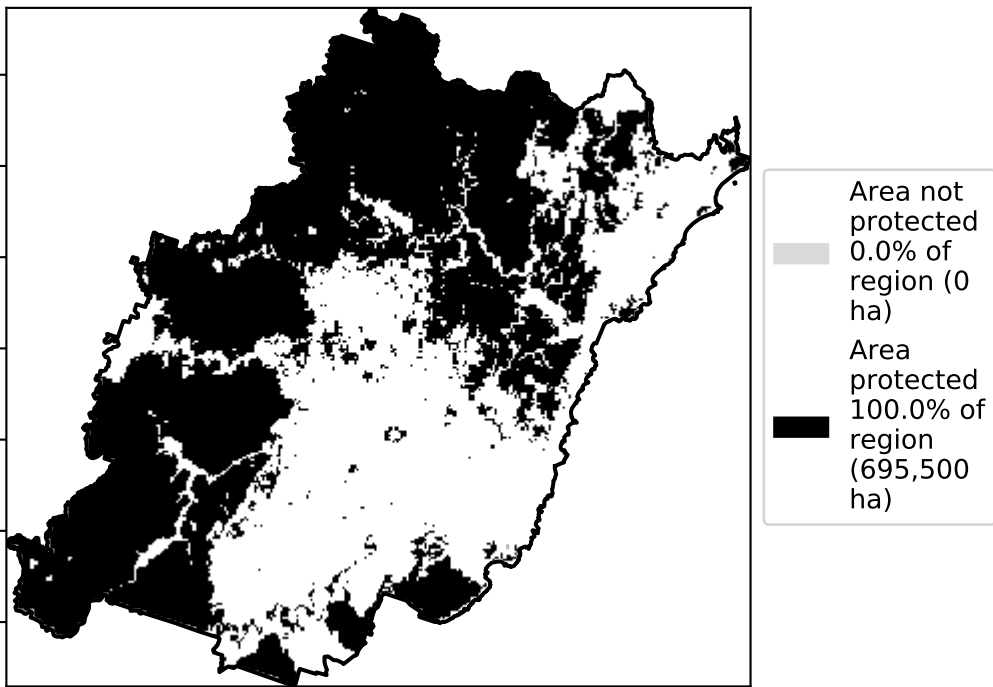 Area not
protected
0.0% of
region (0
ha)
Area
protected
100.0% of
region
(695,500
ha)